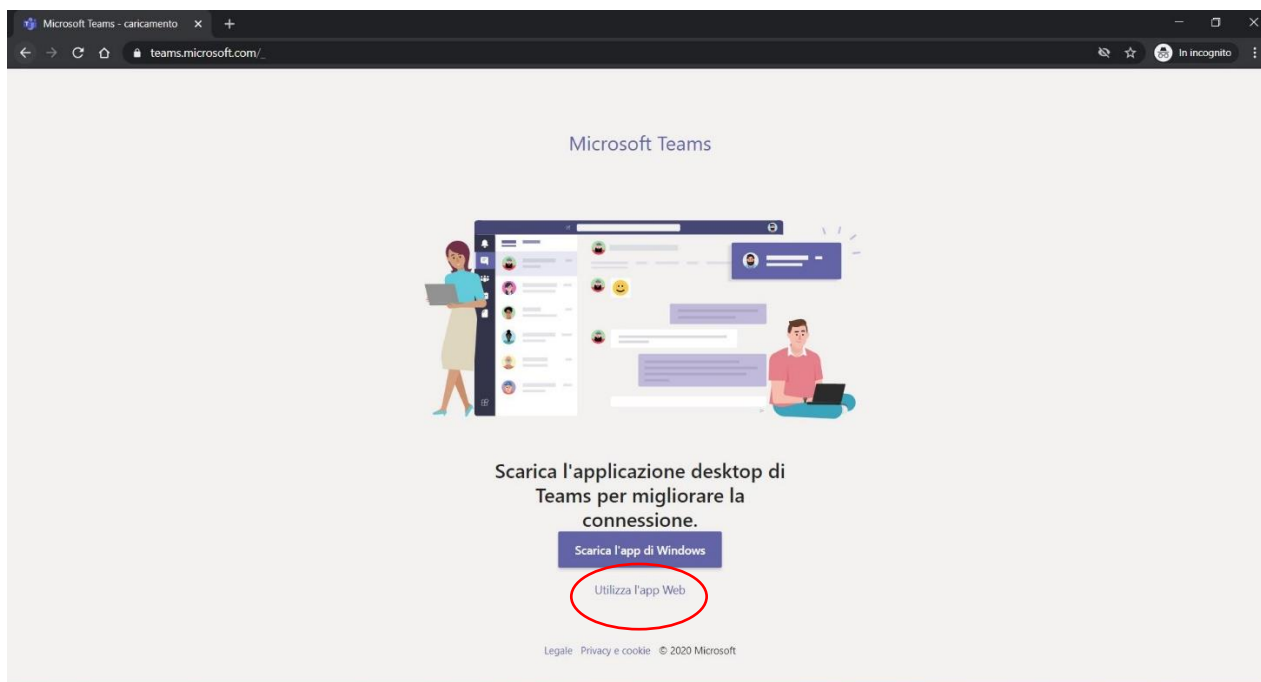 Microsoft Teams - caricamento
teams.microsoft.com/_
In incognito
Microsoft Teams
Scarica l'applicazione desktop di
Teams per migliorare la
connessione.
Scarica l'app di Windows
Utilizza l'app Web
Legale Privacy e cookie © 2020 Microsoft